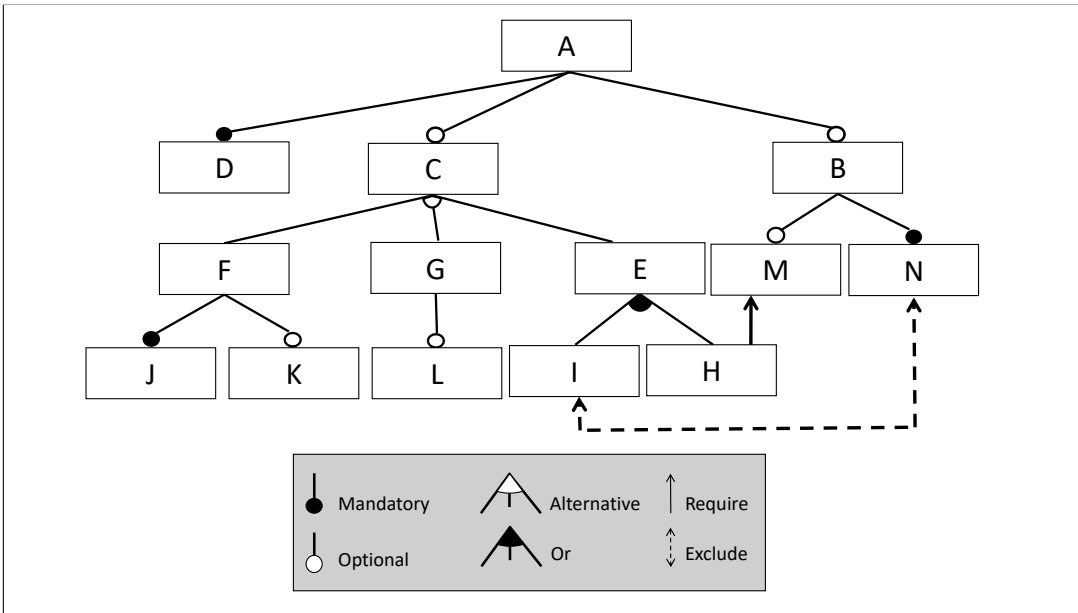 A
D
C
B
F
G
E
M
N
J
K
L
I
H
Mandatory
Alternative
Require
Optional
Or
Exclude